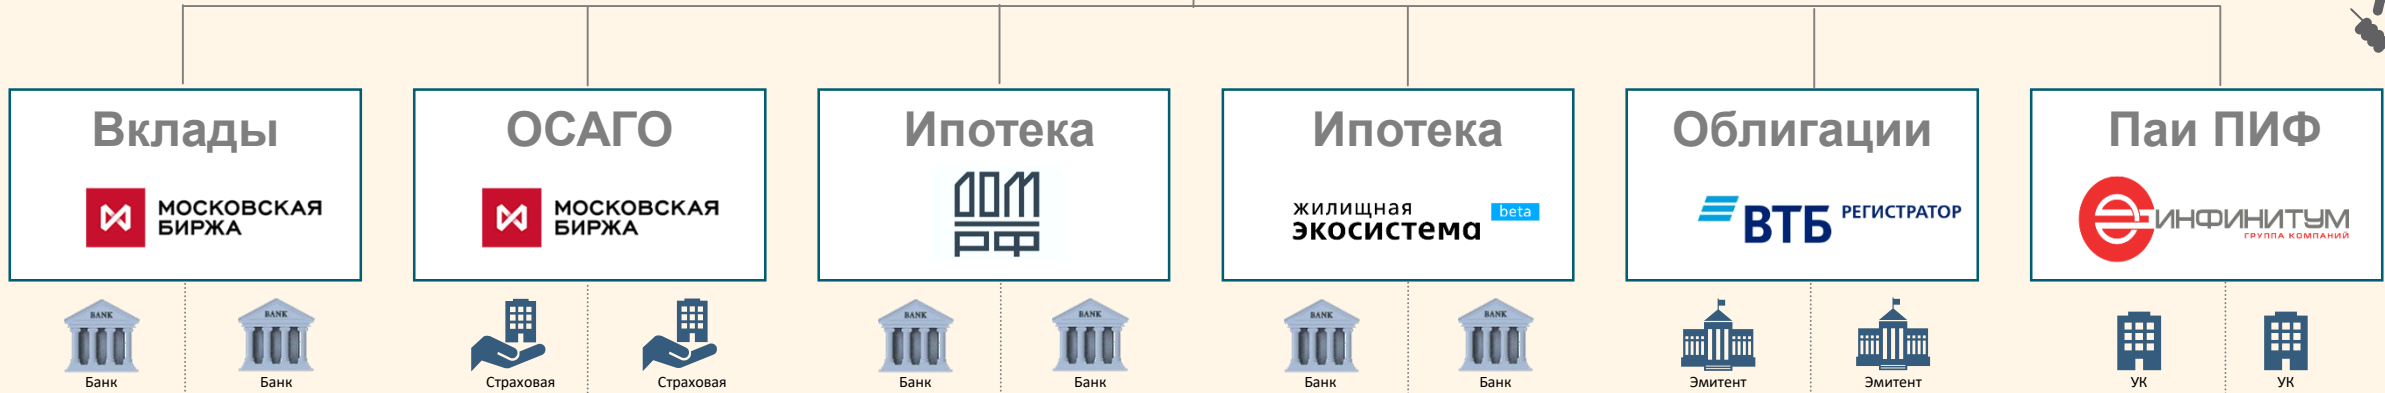 Вклады
МОСКОВСКАЯ
БИРЖА
ОСАГО
МОСКОВСКАЯ
БИРЖА
Ипотека
ДОМ
РФ
Ипотека
жилищная
экосистема
beta
Облигации
ВТБ РЕГИСТРАТОР
Паи ПИФ
ИНФИНИТУМ
ГРУППА КОМПАНИЙ
BANK
BANK
BANK
BANK
BANK
BANK
Банк
Банк
Страховая
Страховая
Банк
Банк
Банк
Банк
Эмитент
Эмитент
УК
УК